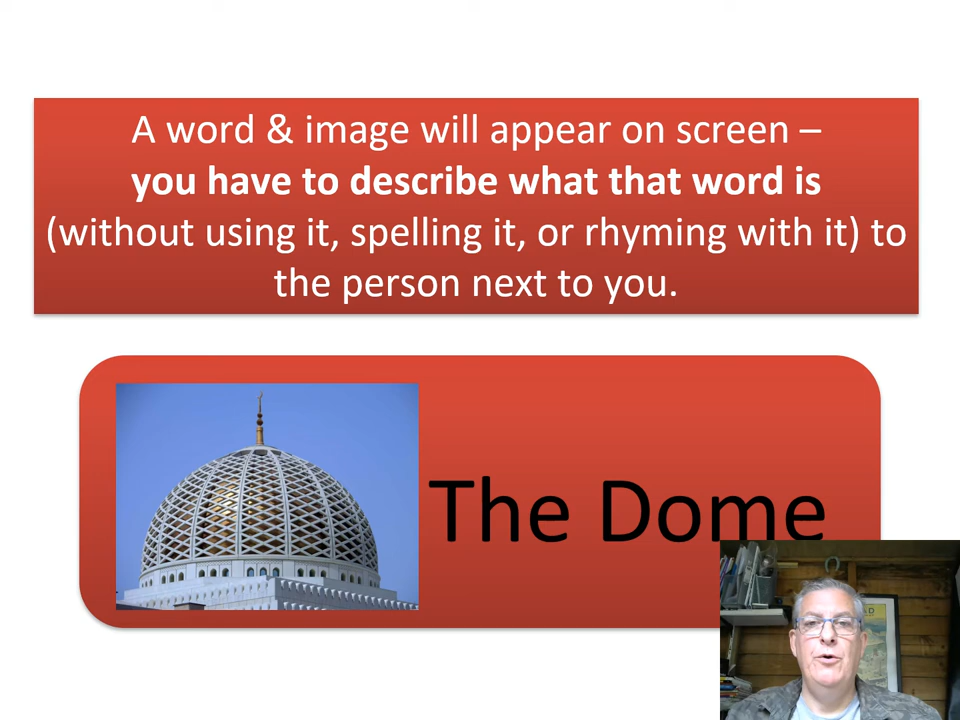 A word & image will appear on screen –
you have to describe what that word is
(without using it, spelling it, or rhyming with it) to
the person next to you.
The Dome